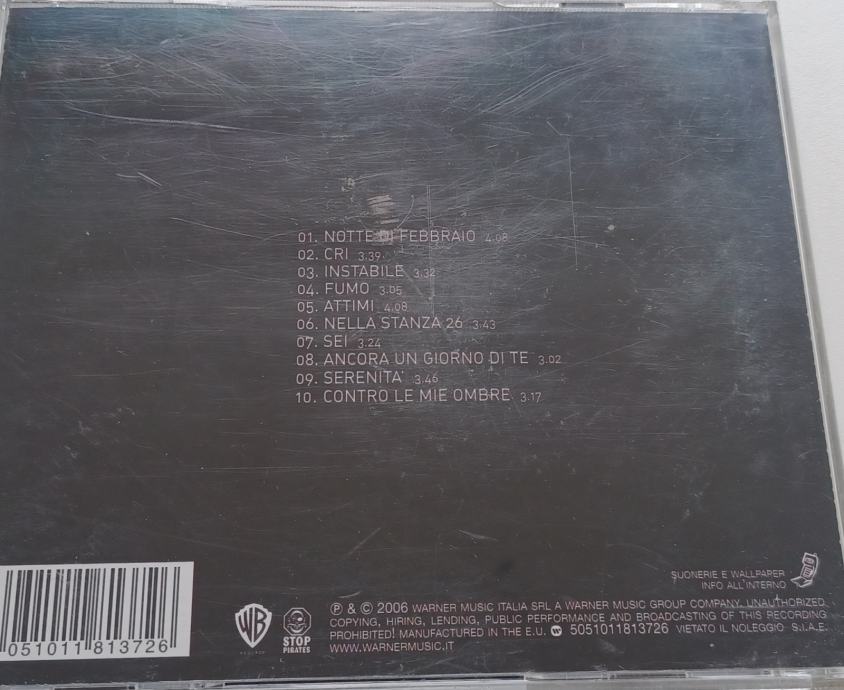 01. NOTTE DI FEBBRAIO 4.08
02. CRI 3.39
03. INSTABILE 3.32
04. FUMO 3.05
05. ATTIMI 4.08
06. NELLA STANZA 26 3.43
07. SEI 3.24
08. ANCORA UN GIORNO DI TE 3.02
09. SERENITA' 3.46
10. CONTRO LE MIE OMBRE 3.17
SUONERIE E WALLPAPER
INFO ALL'INTERNO
051011 813726
WB
STOP
PIRATES
℗ & © 2006 WARNER MUSIC ITALIA SRL A WARNER MUSIC GROUP COMPANY. UNAUTHORIZED
COPYING, HIRING, LENDING, PUBLIC PERFORMANCE AND BROADCASTING OF THIS RECORDING
PROHIBITED! MANUFACTURED IN THE E.U. 5051011813726 VIETATO IL NOLEGGIO S.I.A.E.
WWW.WARNERMUSIC.IT